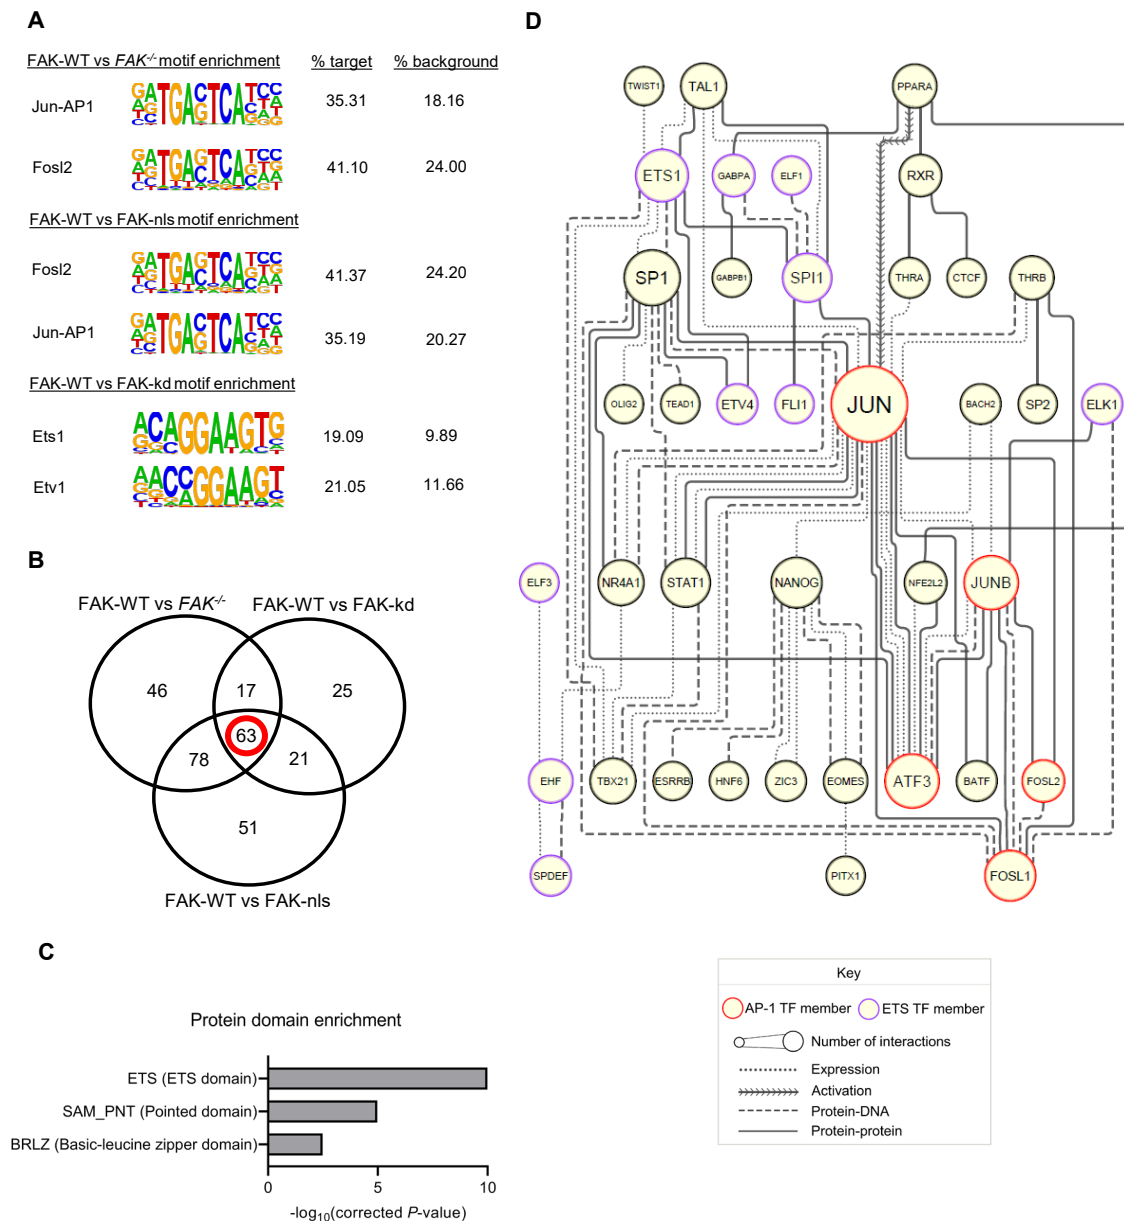 A
FAK-WT vs FAK-/- motif enrichment % target % background
Jun-AP1 35.31 18.16
Fosl2 41.10 24.00
FAK-WT vs FAK-nls motif enrichment
Fosl2 41.37 24.20
Jun-AP1 35.19 20.27
FAK-WT vs FAK-kd motif enrichment
Ets1 19.09 9.89
Etv1 21.05 11.66
B
FAK-WT vs FAK-/- FAK-WT vs FAK-kd
46 17 25
63
78 21
51
FAK-WT vs FAK-nls
C
Protein domain enrichment
ETS (ETS domain)
SAM_PNT (Pointed domain)
BRLZ (Basic-leucine zipper domain)
0 5 10
-log10(corrected P-value)
D
TWIST1 TAL1 PPARA
ETS1 GABPA ELF1 RXR
SP1 GABPB1 SPI1 THRA CTCF THRB
OLIG2 TEAD1 ETV4 FLI1 JUN BACH2 SP2 ELK1
ELF3 NR4A1 STAT1 NANOG NFE2L2 JUNB
EHF TBX21 ESRRB HNF6 ZIC3 EOMES ATF3 BATF FOSL2
SPDEF PITX1 FOSL1
Key
AP-1 TF member ETS TF member
Number of interactions
Expression
Activation
Protein-DNA
Protein-protein